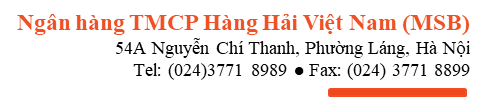 Ngân hàng TMCP Hàng Hải Việt Nam (MSB)
54A Nguyễn Chí Thanh, Phường Láng, Hà Nội
Tel: (024)3771 8989 ● Fax: (024) 3771 8899